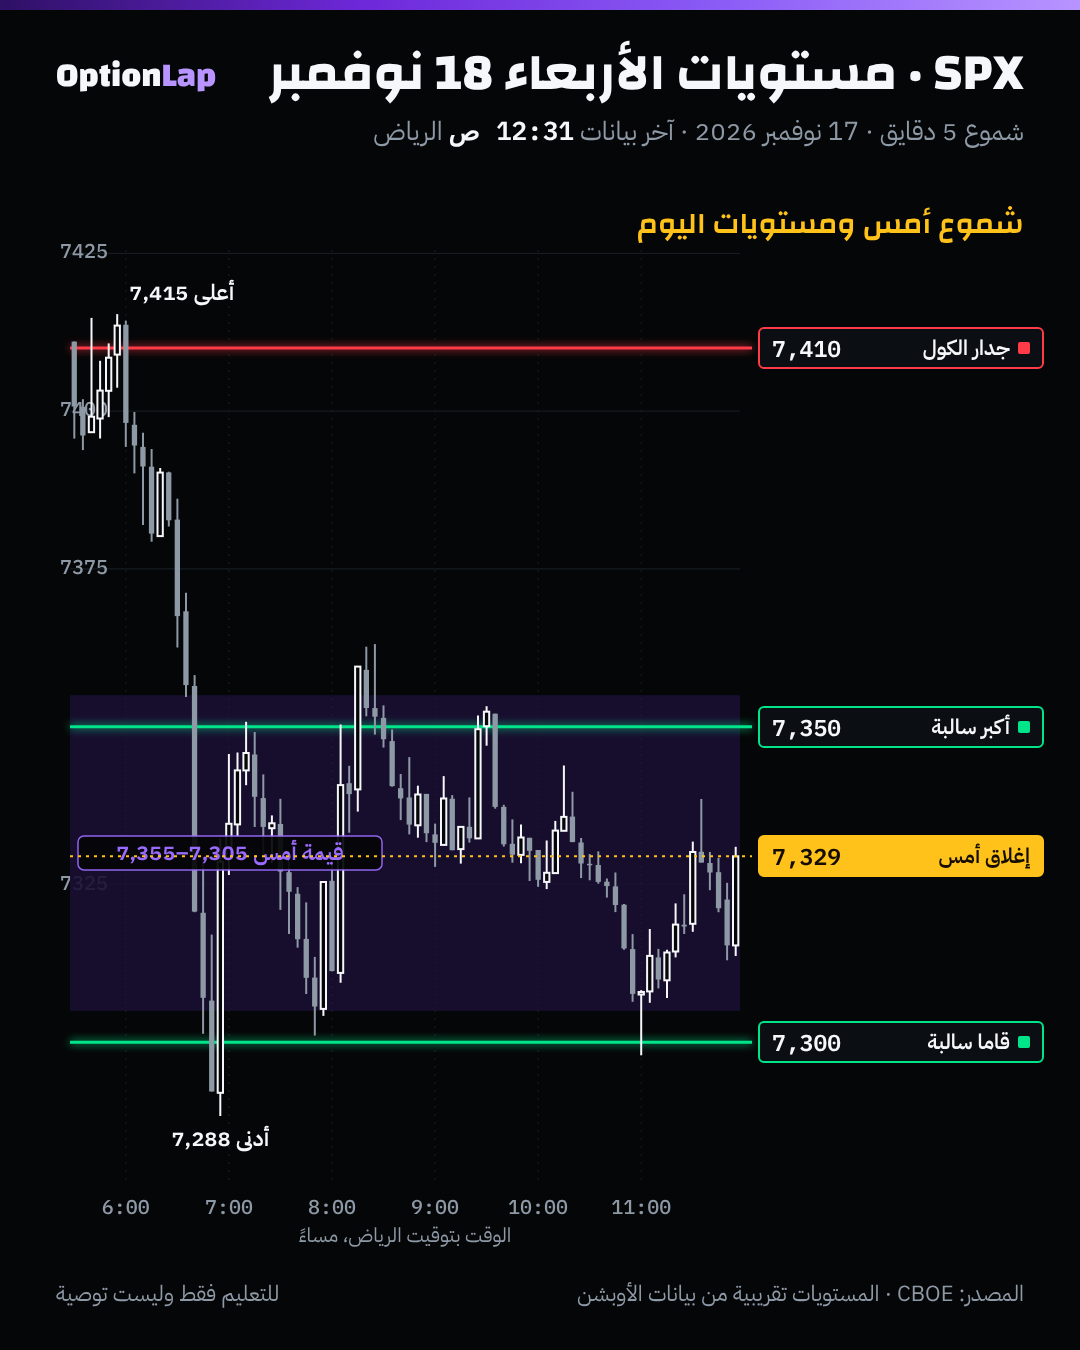 SPX · مستويات الأربعاء 18 نوفمبر
OptionLap
شموع 5 دقايق · 17 نوفمبر 2026 · آخر بيانات 12:31 ص الرياض
شموع أمس ومستويات اليوم
7425
أعلى 7,415
جدار الكول 7,410
7400
7375
أكبر سالبة 7,350
قيمة أمس 7,305–7,355
إغلاق أمس 7,329
7325
قاما سالبة 7,300
أدنى 7,288
6:00 7:00 8:00 9:00 10:00 11:00
الوقت بتوقيت الرياض، مساءً
المصدر: CBOE · المستويات تقريبية من بيانات الأوبشن
للتعليم فقط وليست توصية